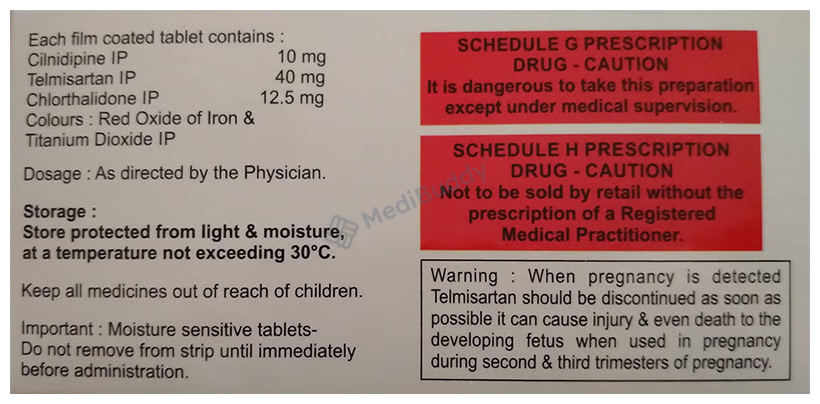 Each film coated tablet contains :
Cilnidipine IP 10 mg
Telmisartan IP 40 mg
Chlorthalidone IP 12.5 mg
Colours : Red Oxide of Iron &
Titanium Dioxide IP
Dosage : As directed by the Physician.
Storage :
Store protected from light & moisture,
at a temperature not exceeding 30°C.
Keep all medicines out of reach of children.
Important : Moisture sensitive tablets-
Do not remove from strip until immediately
before administration.
SCHEDULE G PRESCRIPTION
DRUG - CAUTION
It is dangerous to take this preparation
except under medical supervision.
SCHEDULE H PRESCRIPTION
DRUG - CAUTION
Not to be sold by retail without the
prescription of a Registered
Medical Practitioner.
Warning : When pregnancy is detected
Telmisartan should be discontinued as soon as
possible it can cause injury & even death to the
developing fetus when used in pregnancy
during second & third trimesters of pregnancy.
MediBuddy